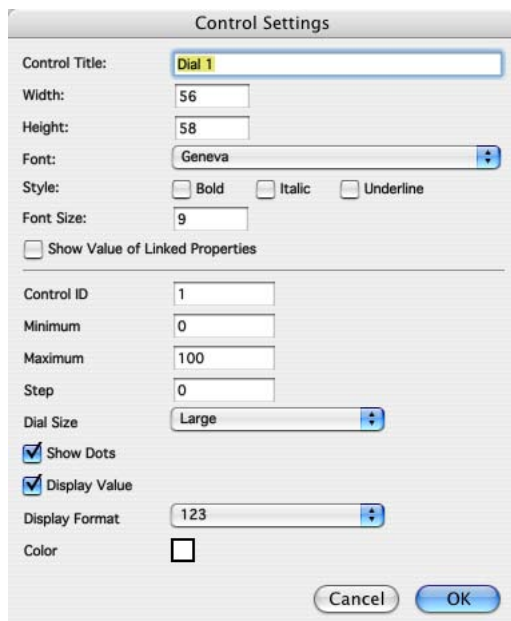 Control Settings
Control Title: Dial 1
Width: 56
Height: 58
Font: Geneva
Style: Bold Italic Underline
Font Size: 9
Show Value of Linked Properties
Control ID 1
Minimum 0
Maximum 100
Step 0
Dial Size Large
Show Dots
Display Value
Display Format 123
Color
Cancel OK